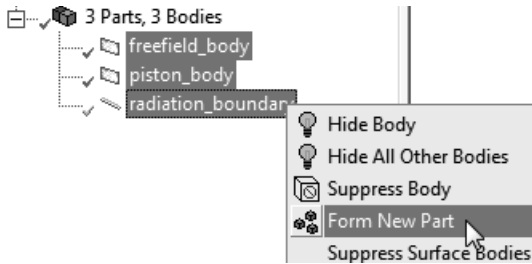 3 Parts, 3 Bodies
freefield_body
piston_body
radiation_boundary
Hide Body
Hide All Other Bodies
Suppress Body
Form New Part
Suppress Surface Bodies